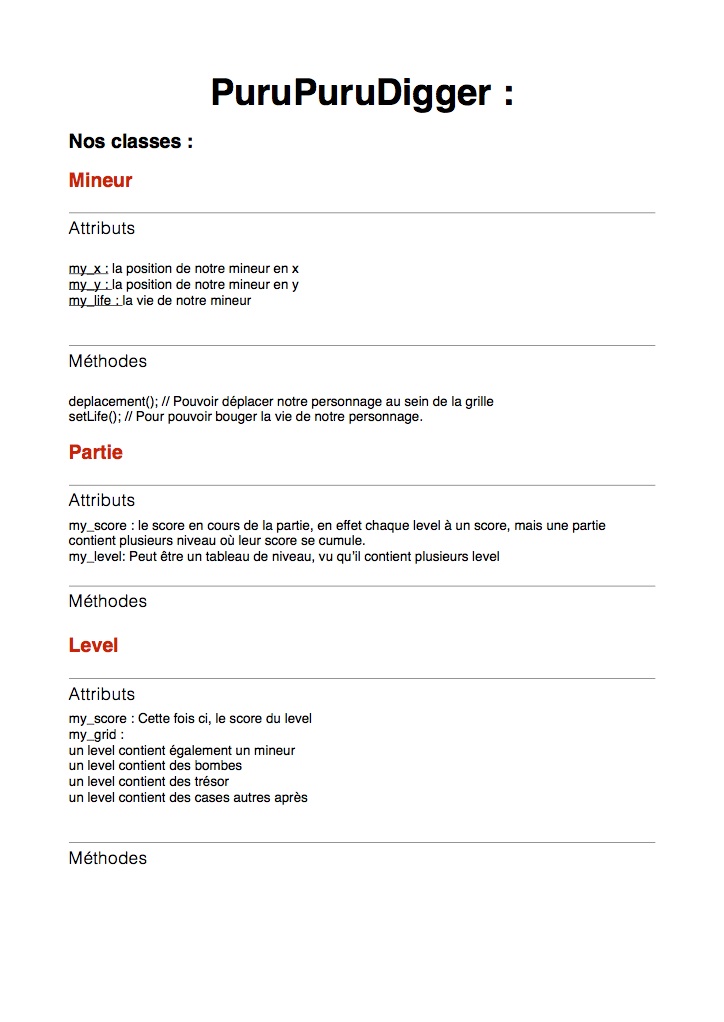 PuruPuruDigger :
Nos classes :
Mineur
Attributs
my_x : la position de notre mineur en x
my_y : la position de notre mineur en y
my_life : la vie de notre mineur
Méthodes
deplacement(); // Pouvoir déplacer notre personnage au sein de la grille
setLife(); // Pour pouvoir bouger la vie de notre personnage.
Partie
Attributs
my_score : le score en cours de la partie, en effet chaque level à un score, mais une partie
contient plusieurs niveau où leur score se cumule.
my_level: Peut être un tableau de niveau, vu qu'il contient plusieurs level
Méthodes
Level
Attributs
my_score : Cette fois ci, le score du level
my_grid :
un level contient également un mineur
un level contient des bombes
un level contient des trésor
un level contient des cases autres après
Méthodes